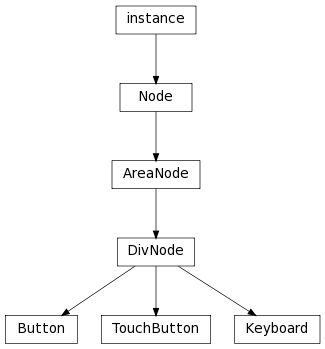 instance
Node
AreaNode
DivNode
Button
TouchButton
Keyboard